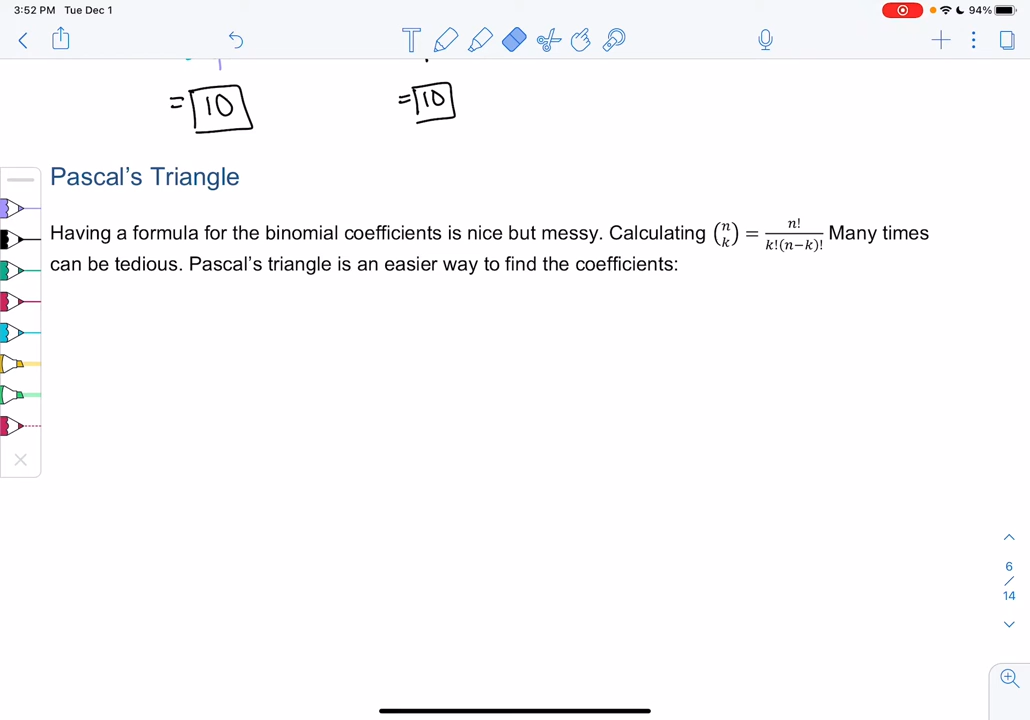 3:52 PM Tue Dec 1
94%
T
= 10
= 10
Pascal's Triangle
Having a formula for the binomial coefficients is nice but messy. Calculating (n k) = n!/k!(n−k)! Many times
can be tedious. Pascal's triangle is an easier way to find the coefficients:
6
/
14